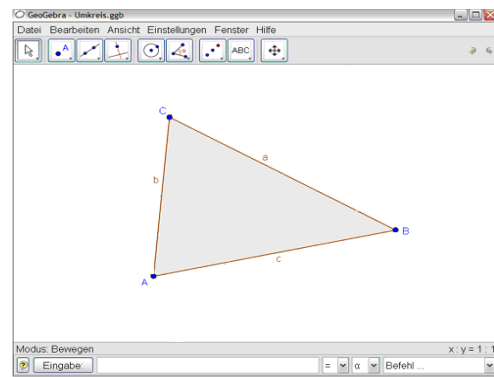 GeoGebra - Umkreis.ggb
Datei Bearbeiten Ansicht Einstellungen Fenster Hilfe
A ABC
C
a
b
B
c
A
Modus: Bewegen x : y = 1 : 1
Eingabe: = α Befehl ...